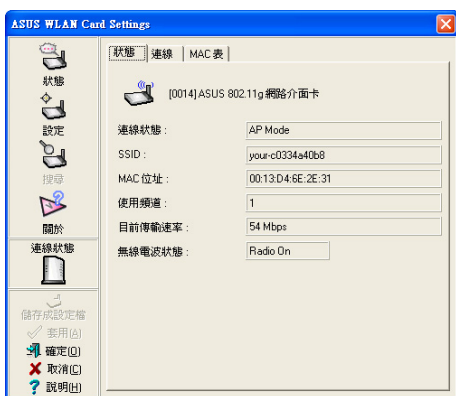 ASUS WLAN Card Settings
狀態
設定
搜尋
關於
連線狀態
儲存成設定檔
套用(A)
確定(O)
取消(C)
說明(H)
狀態 連線 MAC 表
[0014] ASUS 802.11g 網路介面卡
連線狀態 : AP Mode
SSID : your-c0334a40b8
MAC 位址 : 00:13:D4:6E:2E:31
使用頻道 : 1
目前傳輸速率 : 54 Mbps
無線電波狀態 : Radio On